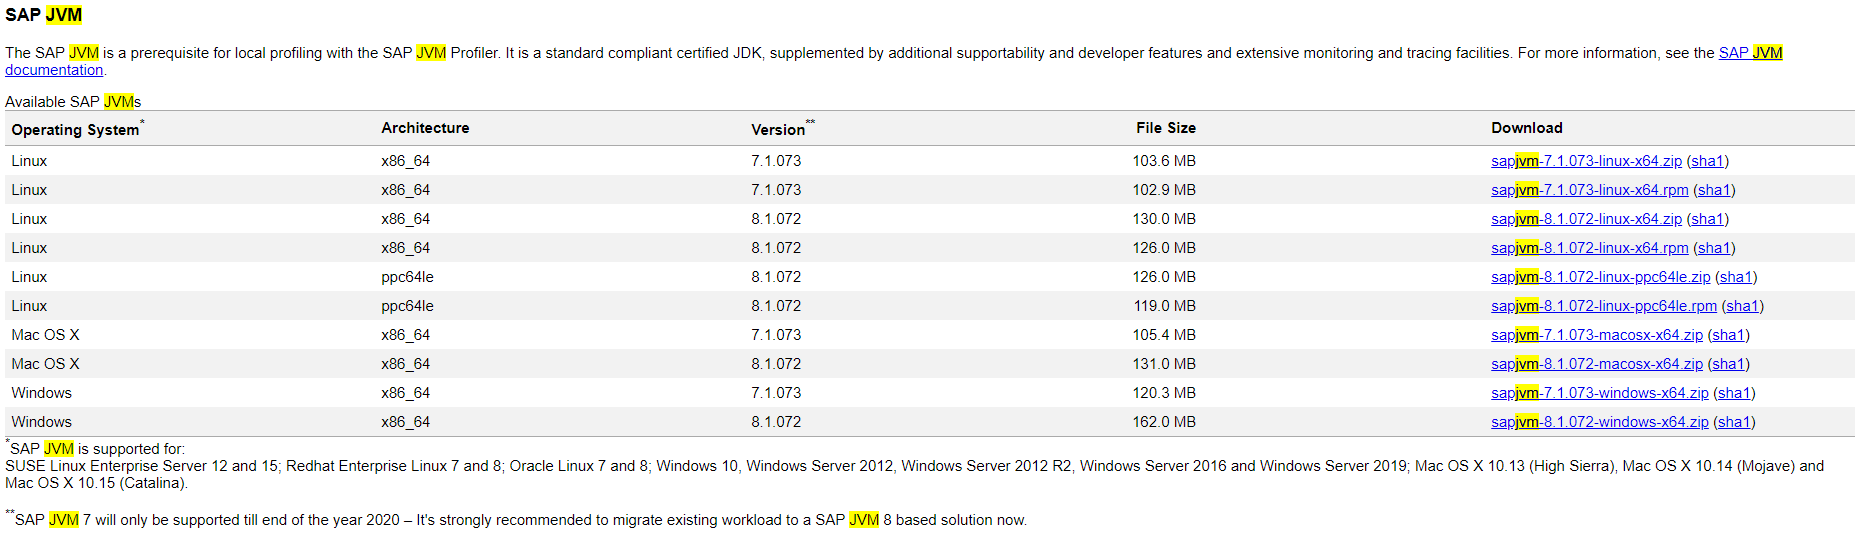 SAP JVM
The SAP JVM is a prerequisite for local profiling with the SAP JVM Profiler. It is a standard compliant certified JDK, supplemented by additional supportability and developer features and extensive monitoring and tracing facilities. For more information, see the SAP JVM
documentation.
Available SAP JVMs
Operating System* Architecture Version** File Size Download
Linux x86_64 7.1.073 103.6 MB sapjvm-7.1.073-linux-x64.zip (sha1)
Linux x86_64 7.1.073 102.9 MB sapjvm-7.1.073-linux-x64.rpm (sha1)
Linux x86_64 8.1.072 130.0 MB sapjvm-8.1.072-linux-x64.zip (sha1)
Linux x86_64 8.1.072 126.0 MB sapjvm-8.1.072-linux-x64.rpm (sha1)
Linux ppc64le 8.1.072 126.0 MB sapjvm-8.1.072-linux-ppc64le.zip (sha1)
Linux ppc64le 8.1.072 119.0 MB sapjvm-8.1.072-linux-ppc64le.rpm (sha1)
Mac OS X x86_64 7.1.073 105.4 MB sapjvm-7.1.073-macosx-x64.zip (sha1)
Mac OS X x86_64 8.1.072 131.0 MB sapjvm-8.1.072-macosx-x64.zip (sha1)
Windows x86_64 7.1.073 120.3 MB sapjvm-7.1.073-windows-x64.zip (sha1)
Windows x86_64 8.1.072 162.0 MB sapjvm-8.1.072-windows-x64.zip (sha1)
*SAP JVM is supported for:
SUSE Linux Enterprise Server 12 and 15; Redhat Enterprise Linux 7 and 8; Oracle Linux 7 and 8; Windows 10, Windows Server 2012, Windows Server 2012 R2, Windows Server 2016 and Windows Server 2019; Mac OS X 10.13 (High Sierra), Mac OS X 10.14 (Mojave) and
Mac OS X 10.15 (Catalina).
**SAP JVM 7 will only be supported till end of the year 2020 – It's strongly recommended to migrate existing workload to a SAP JVM 8 based solution now.